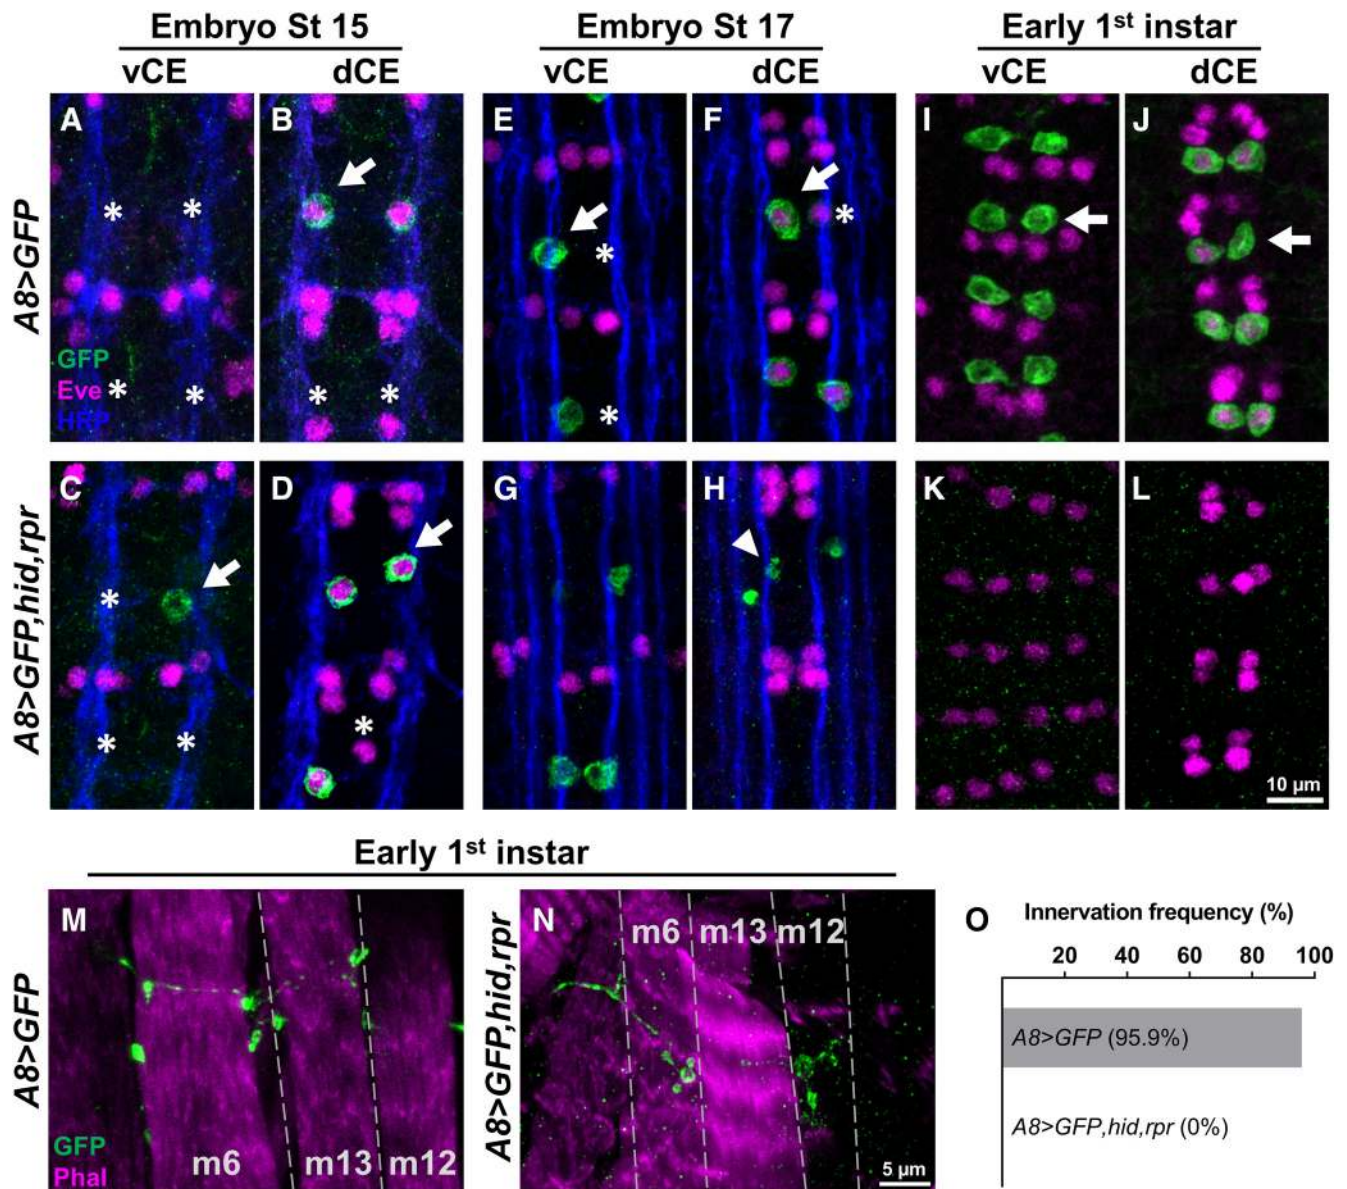 Embryo St 15
Embryo St 17
Early 1st instar
vCE dCE vCE dCE vCE dCE
A8>GFP
A B E F I J
* *
*
*
*
GFP
Eve
HRP
* * * * *
A8>GFP,hid,rpr
C D G H K L
*
*
* *
10 µm
Early 1st instar
A8>GFP
M
GFP
Phal
m6 m13 m12
A8>GFP,hid,rpr
N
m6 m13 m12
5 µm
O
Innervation frequency (%)
20 40 60 80 100
A8>GFP (95.9%)
A8>GFP,hid,rpr (0%)